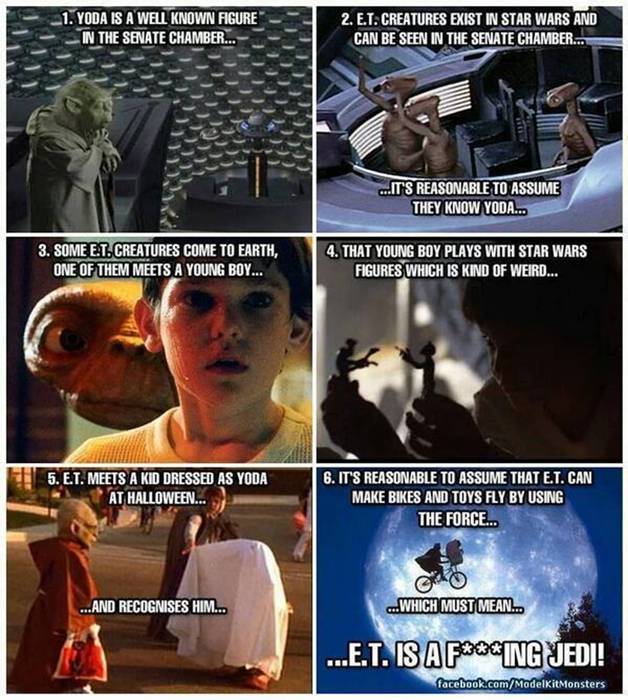 1. YODA IS A WELL KNOWN FIGURE
IN THE SENATE CHAMBER...
2. E.T. CREATURES EXIST IN STAR WARS AND
CAN BE SEEN IN THE SENATE CHAMBER...
...IT'S REASONABLE TO ASSUME
THEY KNOW YODA...
3. SOME E.T. CREATURES COME TO EARTH,
ONE OF THEM MEETS A YOUNG BOY...
4. THAT YOUNG BOY PLAYS WITH STAR WARS
FIGURES WHICH IS KIND OF WEIRD...
5. E.T. MEETS A KID DRESSED AS YODA
AT HALLOWEEN...
...AND RECOGNISES HIM...
6. IT'S REASONABLE TO ASSUME THAT E.T. CAN
MAKE BIKES AND TOYS FLY BY USING
THE FORCE...
...WHICH MUST MEAN...
...E.T. IS A F***ING JEDI!
facebook.com/ModelKitMonsters